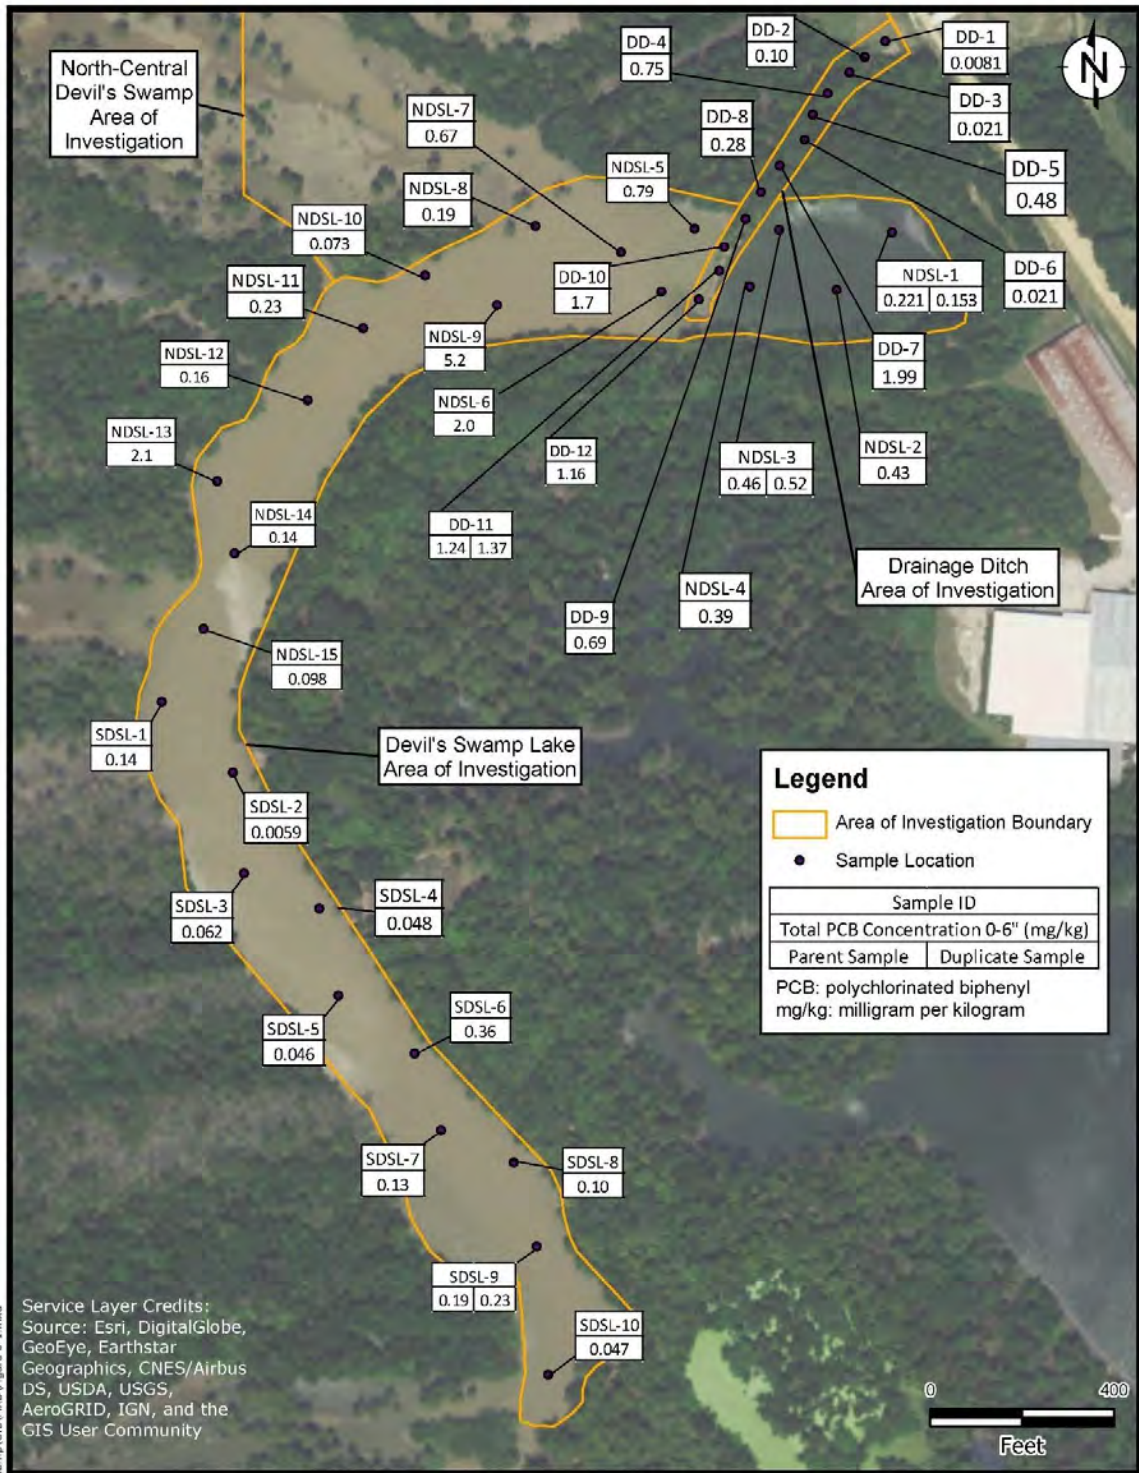 North-Central
Devil's Swamp
Area of
Investigation
DD-4
0.75
DD-2
0.10
DD-1
0.0081
N
NDSL-7
0.67
DD-8
0.28
DD-3
0.021
NDSL-8
0.19
NDSL-5
0.79
DD-5
0.48
NDSL-10
0.073
NDSL-11
0.23
DD-10
1.7
NDSL-1
0.221 0.153
DD-6
0.021
NDSL-12
0.16
NDSL-9
5.2
DD-7
1.99
NDSL-6
2.0
NDSL-13
2.1
DD-12
1.16
NDSL-3
0.46 0.52
NDSL-2
0.43
NDSL-14
0.14
DD-11
1.24 1.37
Drainage Ditch
Area of Investigation
DD-9
0.69
NDSL-4
0.39
NDSL-15
0.098
SDSL-1
0.14
Devil's Swamp Lake
Area of Investigation
SDSL-2
0.0059
SDSL-3
0.062
SDSL-4
0.048
SDSL-5
0.046
SDSL-6
0.36
SDSL-7
0.13
SDSL-8
0.10
SDSL-9
0.19 0.23
SDSL-10
0.047
Legend
Area of Investigation Boundary
Sample Location
Sample ID
Total PCB Concentration 0-6" (mg/kg)
Parent Sample Duplicate Sample
PCB: polychlorinated biphenyl
mg/kg: milligram per kilogram
Service Layer Credits:
Source: Esri, DigitalGlobe,
GeoEye, Earthstar
Geographics, CNES/Airbus
DS, USDA, USGS,
AeroGRID, IGN, and the
GIS User Community
0 400
Feet